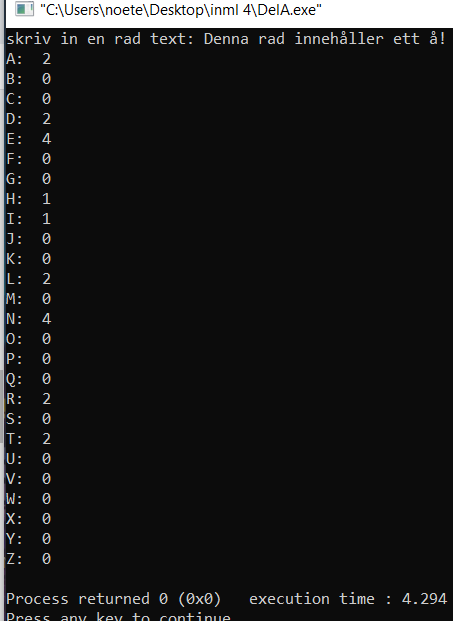 "C:\Users\noete\Desktop\inml 4\DelA.exe"
skriv in en rad text: Denna rad innehåller ett å!
A: 2
B: 0
C: 0
D: 2
E: 4
F: 0
G: 0
H: 1
I: 1
J: 0
K: 0
L: 2
M: 0
N: 4
O: 0
P: 0
Q: 0
R: 2
S: 0
T: 2
U: 0
V: 0
W: 0
X: 0
Y: 0
Z: 0
Process returned 0 (0x0) execution time : 4.294
Press any key to continue